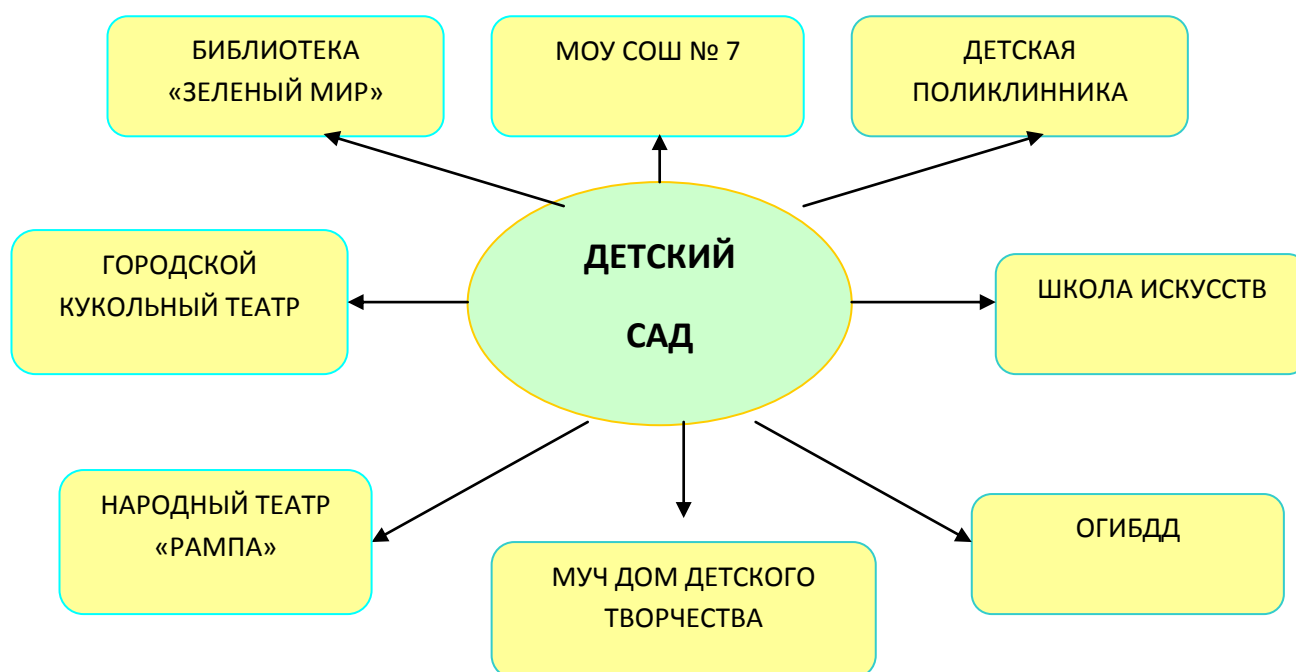 БИБЛИОТЕКА
«ЗЕЛЕНЫЙ МИР»
МОУ СОШ № 7
ДЕТСКАЯ
ПОЛИКЛИННИКА
ГОРОДСКОЙ
КУКОЛЬНЫЙ ТЕАТР
ДЕТСКИЙ
САД
ШКОЛА ИСКУССТВ
НАРОДНЫЙ ТЕАТР
«РАМПА»
МУЧ ДОМ ДЕТСКОГО
ТВОРЧЕСТВА
ОГИБДД